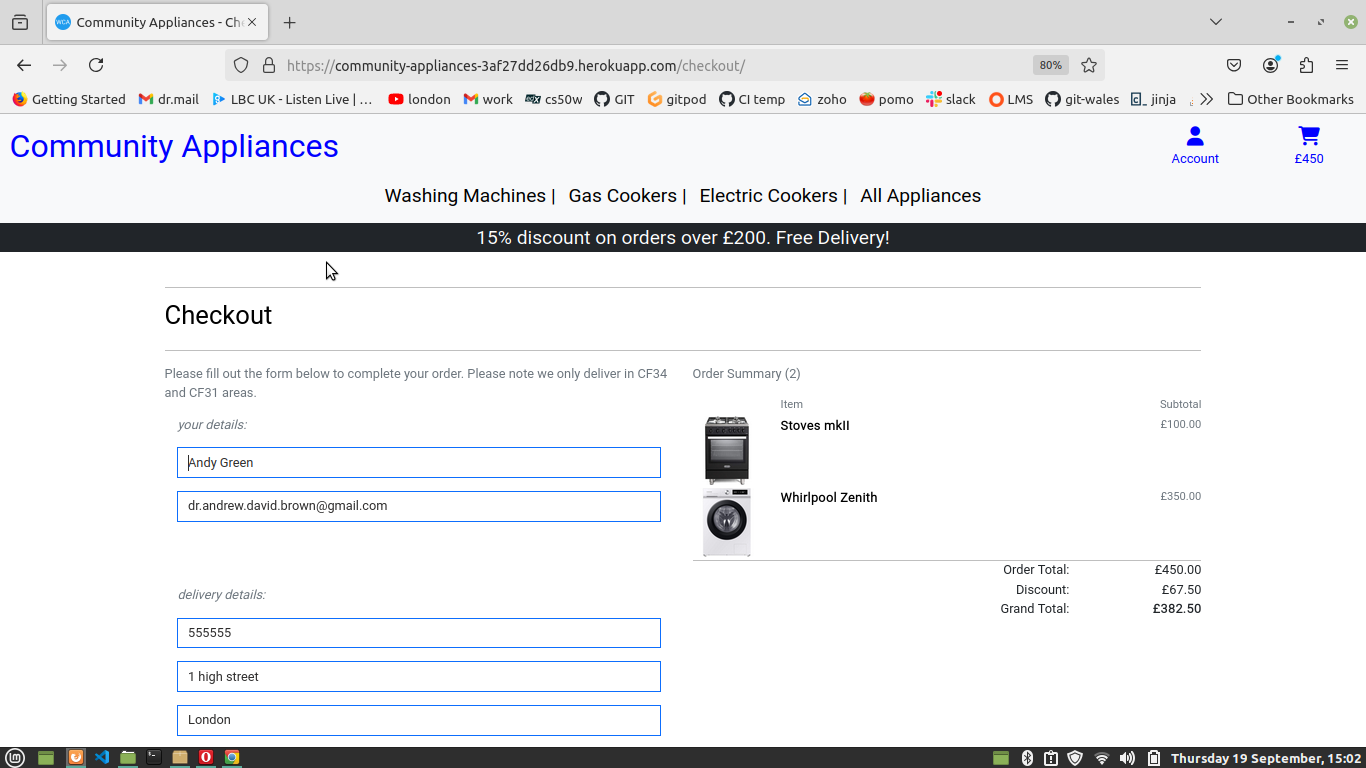 WCA Community Appliances - Ch
https://community-appliances-3af27dd26db9.herokuapp.com/checkout/ 80%
Getting Started dr.mail LBC UK - Listen Live | … london work cs50w GIT gitpod CI temp zoho pomo slack LMS git-wales jinja Other Bookmarks
Community Appliances
Account £450
Washing Machines | Gas Cookers | Electric Cookers | All Appliances
15% discount on orders over £200. Free Delivery!
Checkout
Please fill out the form below to complete your order. Please note we only deliver in CF34
and CF31 areas.
your details:
Andy Green
dr.andrew.david.brown@gmail.com
delivery details:
555555
1 high street
London
Order Summary (2)
Item Subtotal
Stoves mkII £100.00
Whirlpool Zenith £350.00
Order Total: £450.00
Discount: £67.50
Grand Total: £382.50
Thursday 19 September, 15:02